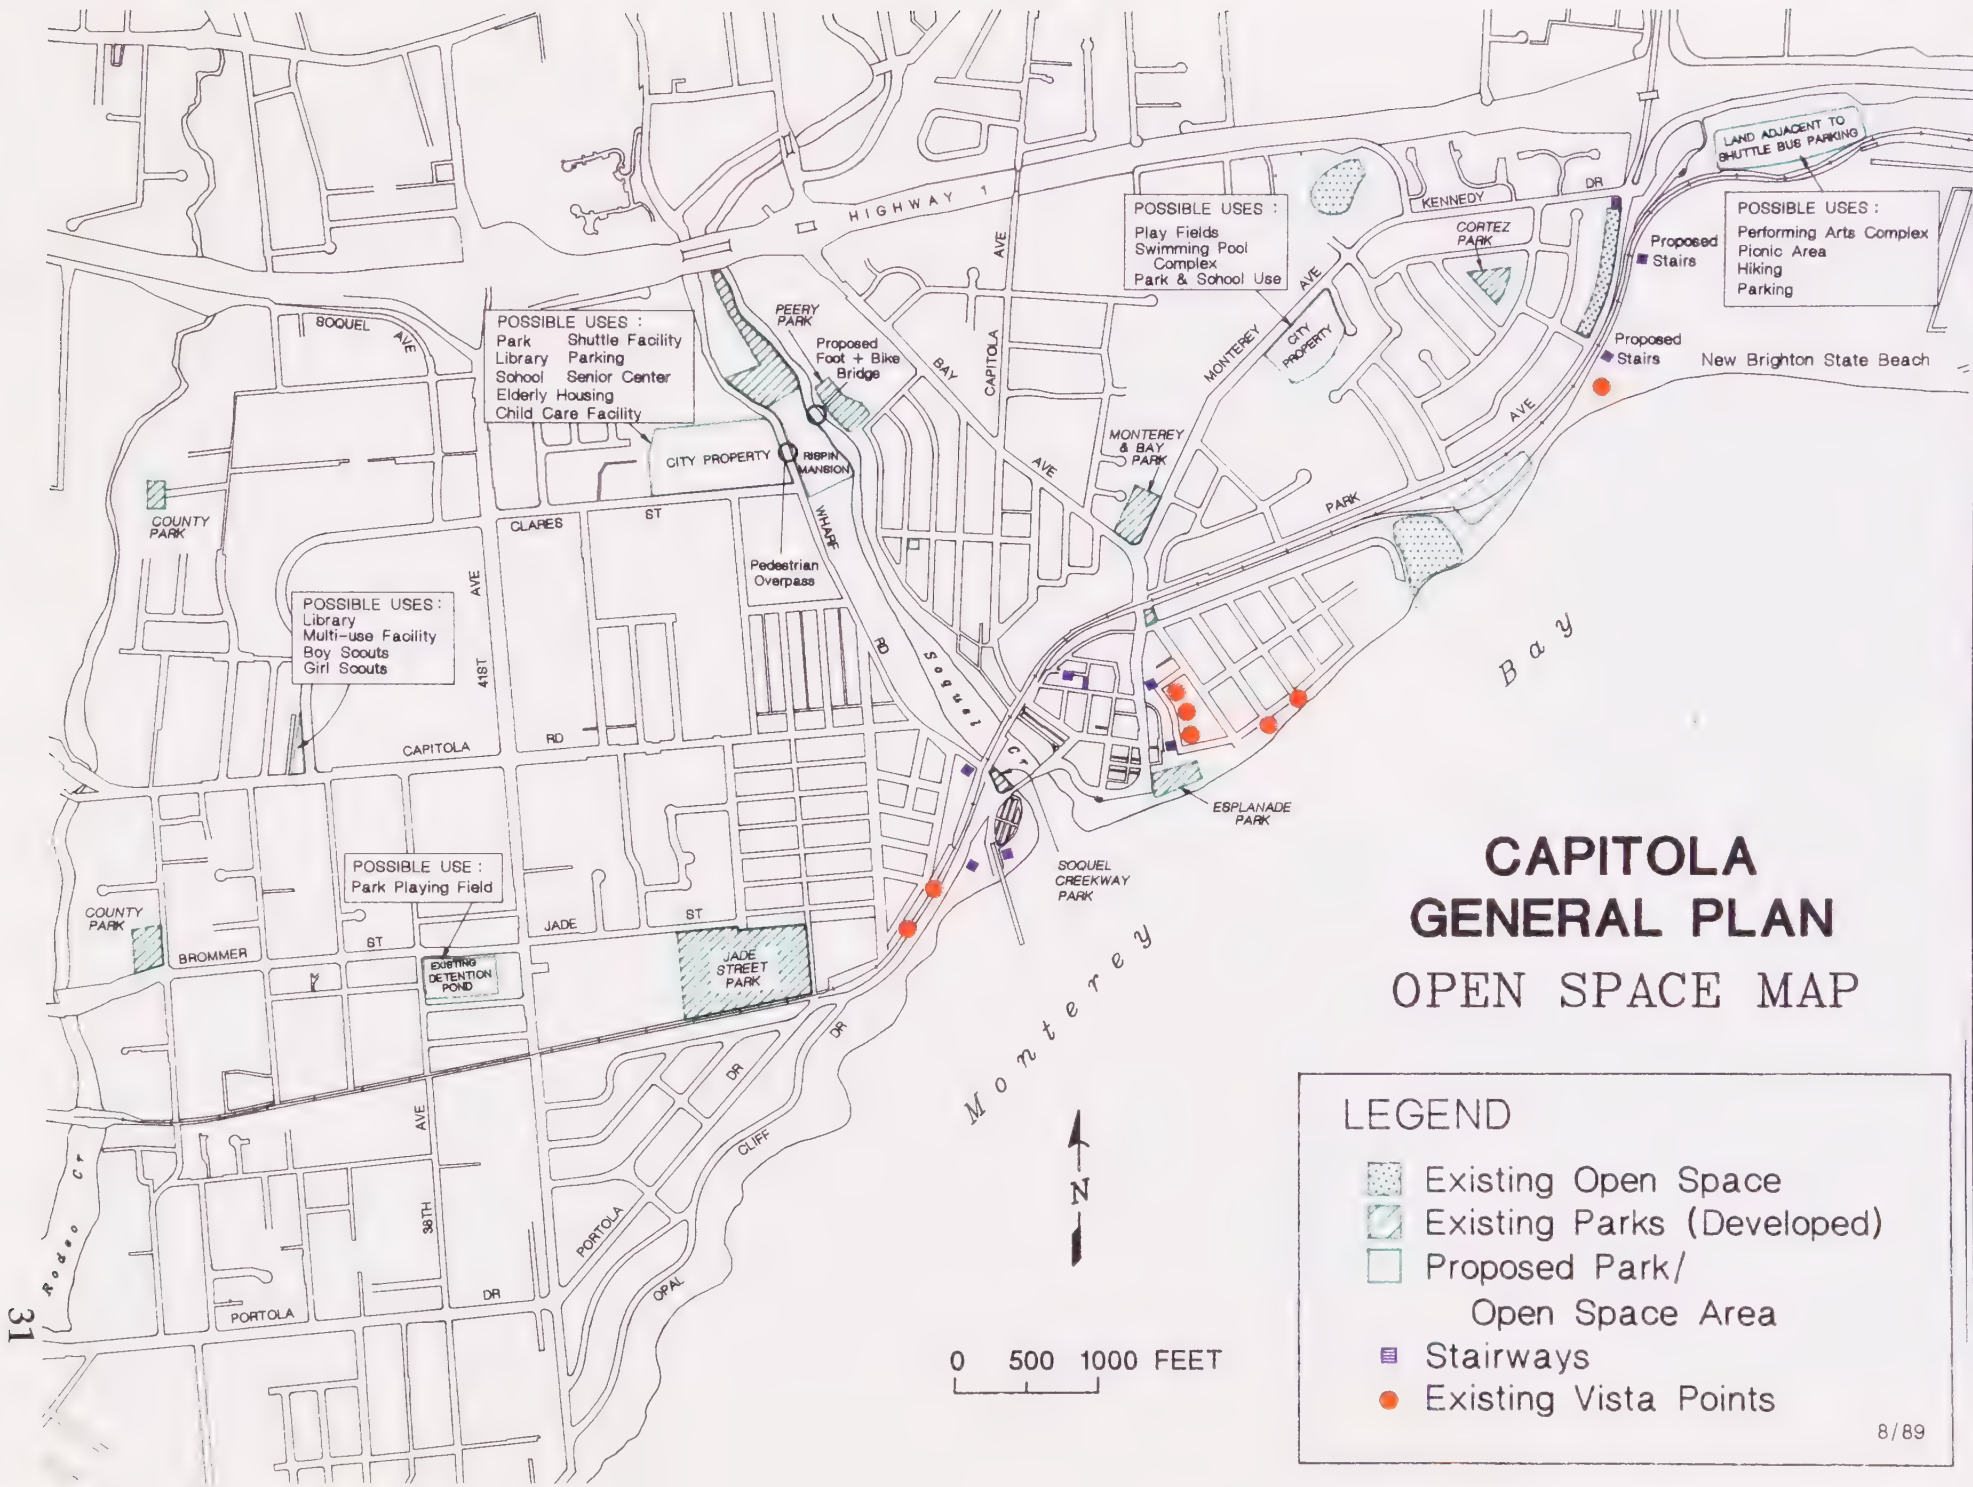 LAND ADJACENT TO
SHUTTLE BUS PARKING
POSSIBLE USES :
Performing Arts Complex
Picnic Area
Hiking
Parking
POSSIBLE USES :
Play Fields
Swimming Pool
Complex
Park & School Use
HIGHWAY 1
KENNEDY
DR
CORTEZ
PARK
Proposed
Stairs
Proposed
Stairs
New Brighton State Beach
SOQUEL
AVE
POSSIBLE USES :
Park Shuttle Facility
Library Parking
School Senior Center
Elderly Housing
Child Care Facility
PEERY
PARK
Proposed
Foot + Bike
Bridge
BAY
AVE
CAPITOLA
AVE
MONTEREY
AVE
CITY
PROPERTY
CITY PROPERTY
RISPIN
MANSION
MONTEREY
& BAY
PARK
PARK
AVE
COUNTY
PARK
CLARES
ST
WHARF
RD
Pedestrian
Overpass
41ST
AVE
POSSIBLE USES :
Library
Multi-use Facility
Boy Scouts
Girl Scouts
CAPITOLA
RD
Soquel
Cr
ESPLANADE
PARK
SOQUEL
CREEKWAY
PARK
POSSIBLE USE :
Park Playing Field
COUNTY
PARK
BROMMER
ST
JADE
ST
EXISTING
DETENTION
POND
JADE
STREET
PARK
Monterey
Bay
DR
CLIFF
DR
38TH
AVE
PORTOLA
OPAL
PORTOLA
DR
Rodeo Cr
31
N
0 500 1000 FEET
CAPITOLA
GENERAL PLAN
OPEN SPACE MAP
LEGEND
Existing Open Space
Existing Parks (Developed)
Proposed Park/
Open Space Area
Stairways
Existing Vista Points
8/89